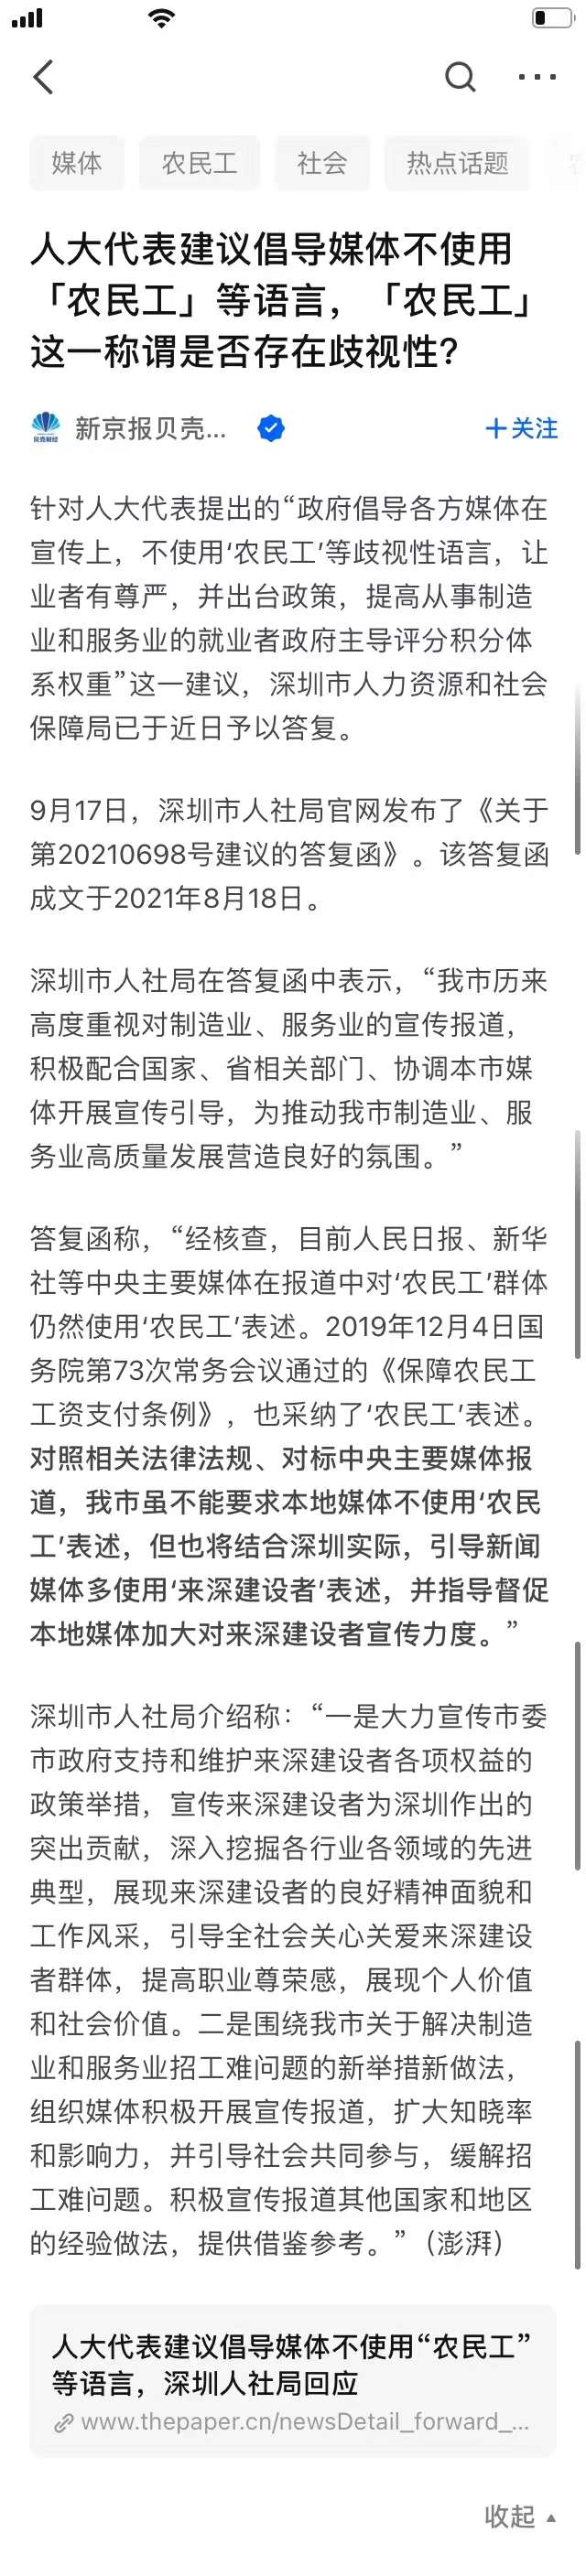 媒体 农民工 社会 热点话题
人大代表建议倡导媒体不使用
「农民工」等语言，「农民工」
这一称谓是否存在歧视性？
贝壳财经 新京报贝壳... +关注
针对人大代表提出的“政府倡导各方媒体在
宣传上，不使用‘农民工’等歧视性语言，让
业者有尊严，并出台政策，提高从事制造
业和服务业的就业者政府主导评分积分体
系权重”这一建议，深圳市人力资源和社会
保障局已于近日予以答复。
9月17日，深圳市人社局官网发布了《关于
第20210698号建议的答复函》。该答复函
成文于2021年8月18日。
深圳市人社局在答复函中表示，“我市历来
高度重视对制造业、服务业的宣传报道，
积极配合国家、省相关部门、协调本市媒
体开展宣传引导，为推动我市制造业、服
务业高质量发展营造良好的氛围。”
答复函称，“经核查，目前人民日报、新华
社等中央主要媒体在报道中对‘农民工’群体
仍然使用‘农民工’表述。2019年12月4日国
务院第73次常务会议通过的《保障农民工
工资支付条例》，也采纳了‘农民工’表述。
对照相关法律法规、对标中央主要媒体报
道，我市虽不能要求本地媒体不使用‘农民
工’表述，但也将结合深圳实际，引导新闻
媒体多使用‘来深建设者’表述，并指导督促
本地媒体加大对来深建设者宣传力度。”
深圳市人社局介绍称：“一是大力宣传市委
市政府支持和维护来深建设者各项权益的
政策举措，宣传来深建设者为深圳作出的
突出贡献，深入挖掘各行业各领域的先进
典型，展现来深建设者的良好精神面貌和
工作风采，引导全社会关心关爱来深建设
者群体，提高职业尊荣感，展现个人价值
和社会价值。二是围绕我市关于解决制造
业和服务业招工难问题的新举措新做法，
组织媒体积极开展宣传报道，扩大知晓率
和影响力，并引导社会共同参与，缓解招
工难问题。积极宣传报道其他国家和地区
的经验做法，提供借鉴参考。”（澎湃）
人大代表建议倡导媒体不使用“农民工”
等语言，深圳人社局回应
www.thepaper.cn/newsDetail_forward_...
收起